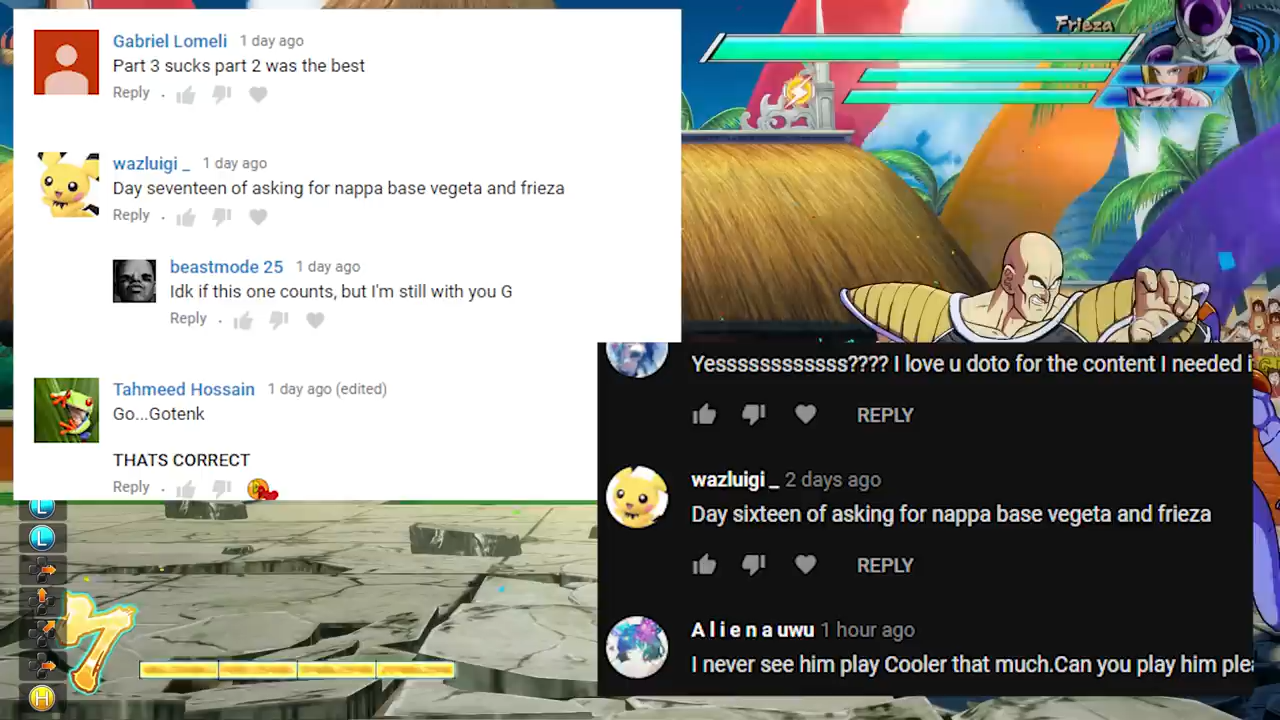 Gabriel Lomeli 1 day ago
Part 3 sucks part 2 was the best
Reply
wazluigi _ 1 day ago
Day seventeen of asking for nappa base vegeta and frieza
Reply
beastmode 25 1 day ago
Idk if this one counts, but I'm still with you G
Reply
Tahmeed Hossain 1 day ago (edited)
Go...Gotenk
THATS CORRECT
Reply
Frieza
Yesssssssssssss???? I love u doto for the content I needed i
REPLY
wazluigi _ 2 days ago
Day sixteen of asking for nappa base vegeta and frieza
REPLY
A l i e n a uwu 1 hour ago
I never see him play Cooler that much.Can you play him plea
L
L
H
7